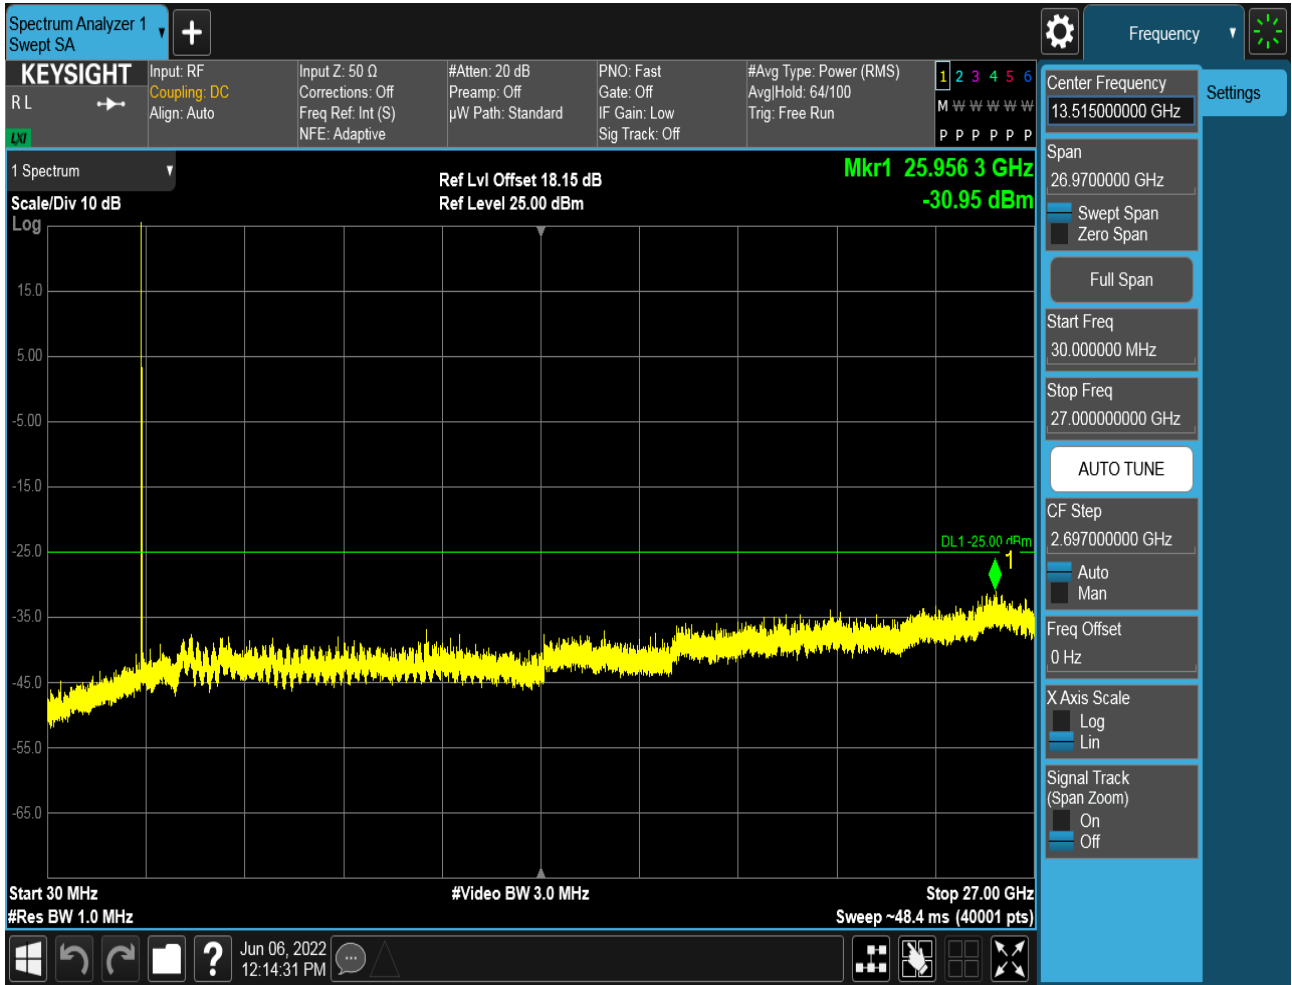 Spectrum Analyzer 1
Swept SA
Frequency
KEYSIGHT
R L
LXI
Input: RF
Coupling: DC
Align: Auto
Input Z: 50 Ω
Corrections: Off
Freq Ref: Int (S)
NFE: Adaptive
#Atten: 20 dB
Preamp: Off
µW Path: Standard
PNO: Fast
Gate: Off
IF Gain: Low
Sig Track: Off
#Avg Type: Power (RMS)
Avg|Hold: 64/100
Trig: Free Run
1 2 3 4 5 6
M W W W W W
P P P P P P
1 Spectrum
Scale/Div 10 dB
Log
Ref Lvl Offset 18.15 dB
Ref Level 25.00 dBm
Mkr1 25.956 3 GHz
-30.95 dBm
15.0
5.00
-5.00
-15.0
-25.0
-35.0
-45.0
-55.0
-65.0
DL1 -25.00 dBm
1
Start 30 MHz
#Res BW 1.0 MHz
#Video BW 3.0 MHz
Stop 27.00 GHz
Sweep ~48.4 ms (40001 pts)
Center Frequency
13.515000000 GHz
Settings
Span
26.9700000 GHz
Swept Span
Zero Span
Full Span
Start Freq
30.000000 MHz
Stop Freq
27.000000000 GHz
AUTO TUNE
CF Step
2.697000000 GHz
Auto
Man
Freq Offset
0 Hz
X Axis Scale
Log
Lin
Signal Track
(Span Zoom)
On
Off
?
Jun 06, 2022
12:14:31 PM